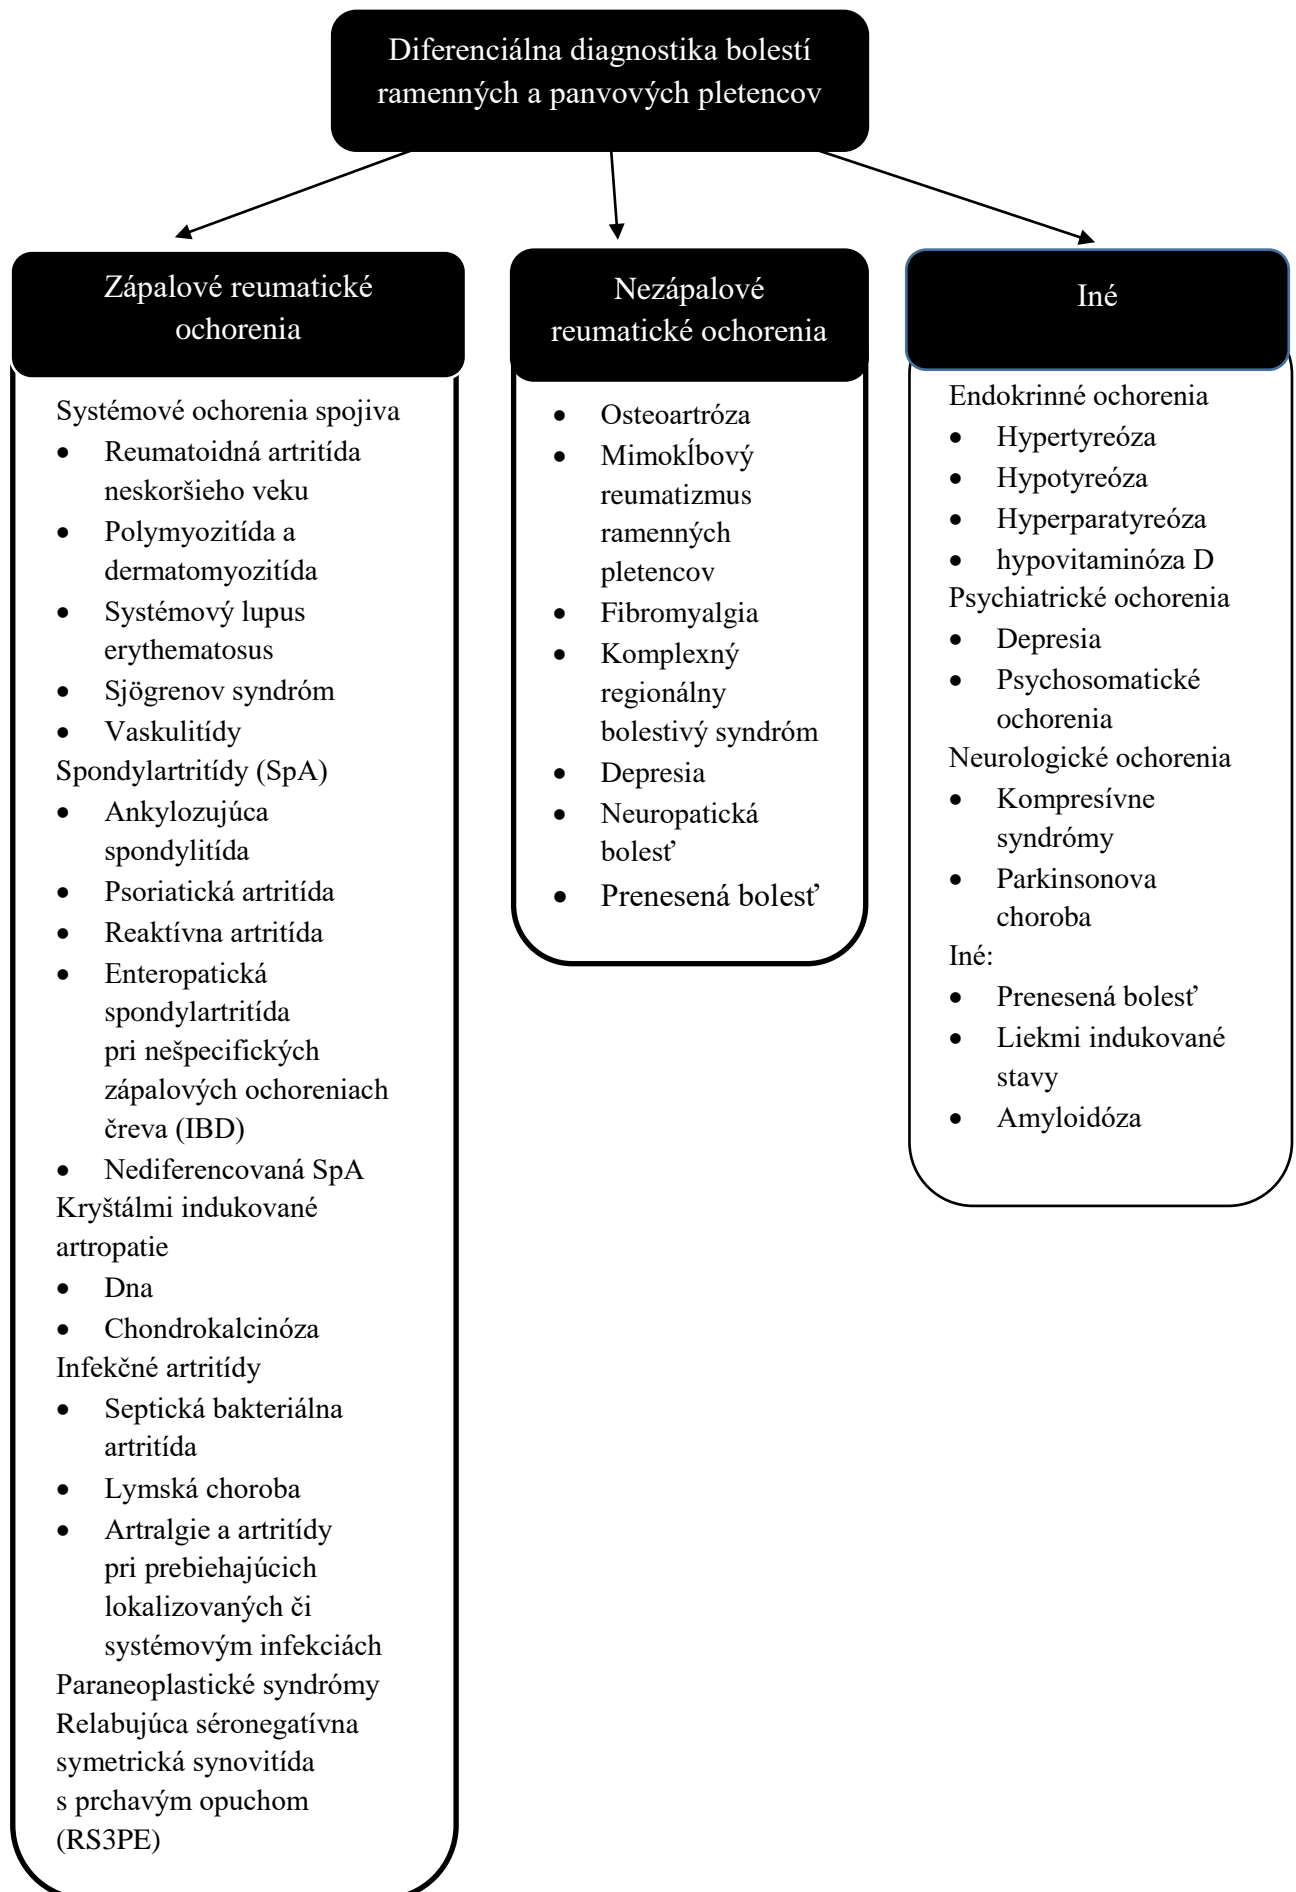 Diferenciálna diagnostika bolestí
ramenných a panvových pletencov
Zápalové reumatické
ochorenia
Systémové ochorenia spojiva
• Reumatoidná artritída
neskoršieho veku
• Polymyozitída a
dermatomyozitída
• Systémový lupus
erythematosus
• Sjögrenov syndróm
• Vaskulitídy
Spondylartritídy (SpA)
• Ankylozujúca
spondylitída
• Psoriatická artritída
• Reaktívna artritída
• Enteropatická
spondylartritída
pri nešpecifických
zápalových ochoreniach
čreva (IBD)
• Nediferencovaná SpA
Kryštálmi indukované
artropatie
• Dna
• Chondrokalcinóza
Infekčné artritídy
• Septická bakteriálna
artritída
• Lymská choroba
• Artralgie a artritídy
pri prebiehajúcich
lokalizovaných či
systémovým infekciách
Paraneoplastické syndrómy
Relabujúca séronegatívna
symetrická synovitída
s prchavým opuchom
(RS3PE)
Nezápalové
reumatické ochorenia
• Osteoartróza
• Mimokĺbový
reumatizmus
ramenných
pletencov
• Fibromyalgia
• Komplexný
regionálny
bolestivý syndróm
• Depresia
• Neuropatická
bolesť
• Prenesená bolesť
Iné
Endokrinné ochorenia
• Hypertyreóza
• Hypotyreóza
• Hyperparatyreóza
• hypovitaminóza D
Psychiatrické ochorenia
• Depresia
• Psychosomatické
ochorenia
Neurologické ochorenia
• Kompresívne
syndrómy
• Parkinsonova
choroba
Iné:
• Prenesená bolesť
• Liekmi indukované
stavy
• Amyloidóza